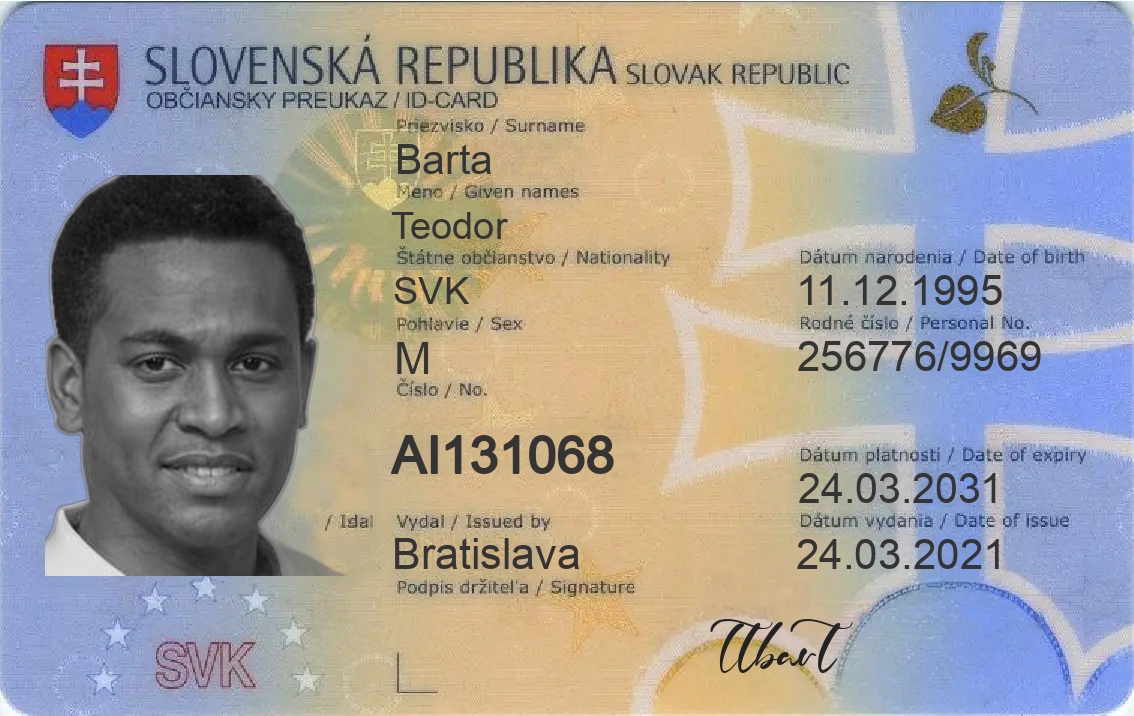 SLOVENSKÁ REPUBLIKA SLOVAK REPUBLIC
OBČIANSKY PREUKAZ / ID-CARD
Priezvisko / Surname
Barta
Meno / Given names
Teodor
Štátne občianstvo / Nationality
SVK
Dátum narodenia / Date of birth
11.12.1995
Pohlavie / Sex
M
Rodné číslo / Personal No.
256776/9969
Číslo / No.
AI131068
Dátum platnosti / Date of expiry
24.03.2031
/ Idal Vydal / Issued by
Bratislava
Dátum vydania / Date of issue
24.03.2021
Podpis držiteľa / Signature
SVK